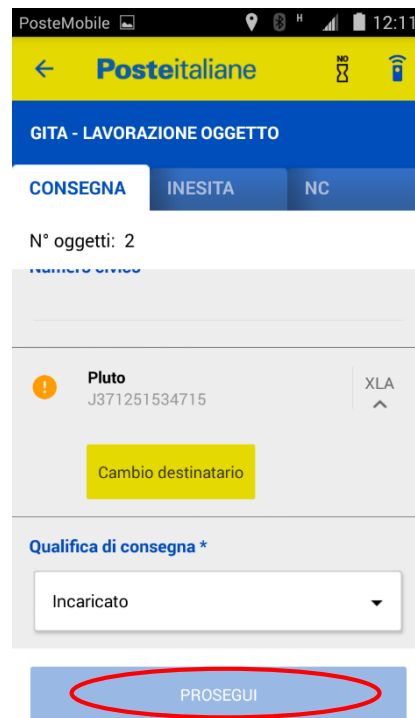 PosteMobile H 12:11
Posteitaliane NO
GITA - LAVORAZIONE OGGETTO
CONSEGNA INESITA NC
N° oggetti: 2
Numero civico
Pluto
J371251534715
XLA
Cambio destinatario
Qualifica di consegna *
Incaricato
PROSEGUI